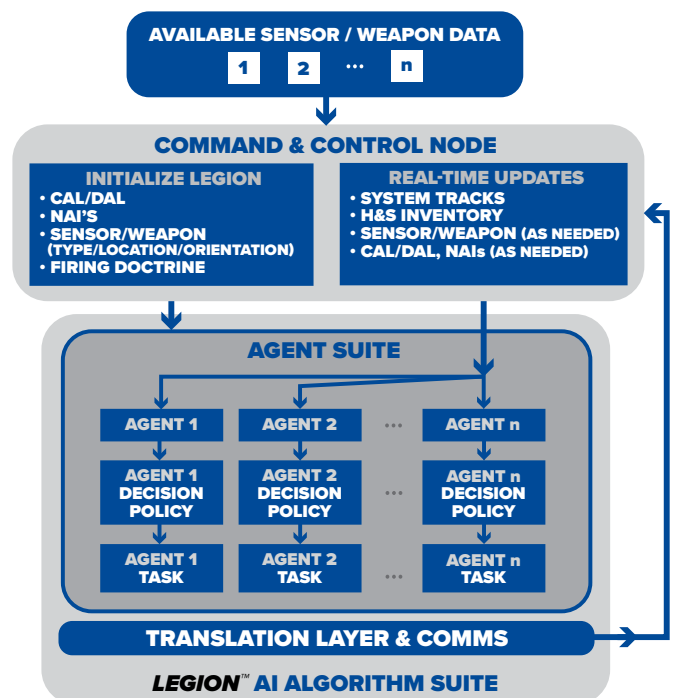 AVAILABLE SENSOR / WEAPON DATA
1 2 ... n
COMMAND & CONTROL NODE
INITIALIZE LEGION
• CAL/DAL
• NAI'S
• SENSOR/WEAPON
(TYPE/LOCATION/ORIENTATION)
• FIRING DOCTRINE
REAL-TIME UPDATES
• SYSTEM TRACKS
• H&S INVENTORY
• SENSOR/WEAPON (AS NEEDED)
• CAL/DAL, NAIs (AS NEEDED)
AGENT SUITE
AGENT 1 AGENT 2 ... AGENT n
AGENT 1
DECISION
POLICY
AGENT 2
DECISION
POLICY
...
AGENT n
DECISION
POLICY
AGENT 1
TASK
AGENT 2
TASK
...
AGENT n
TASK
TRANSLATION LAYER & COMMS
LEGION™ AI ALGORITHM SUITE